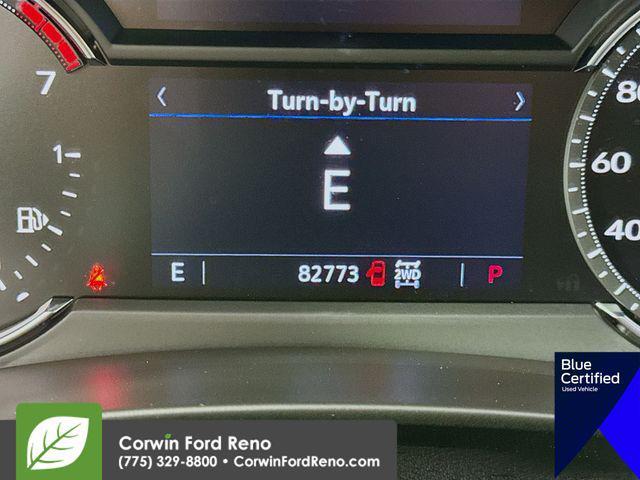 7
1
‹ Turn-by-Turn ›
E
E | 82773 2WD | P
80
60
40
Blue
Certified
Used Vehicle
Corwin Ford Reno
(775) 329-8800 • CorwinFordReno.com